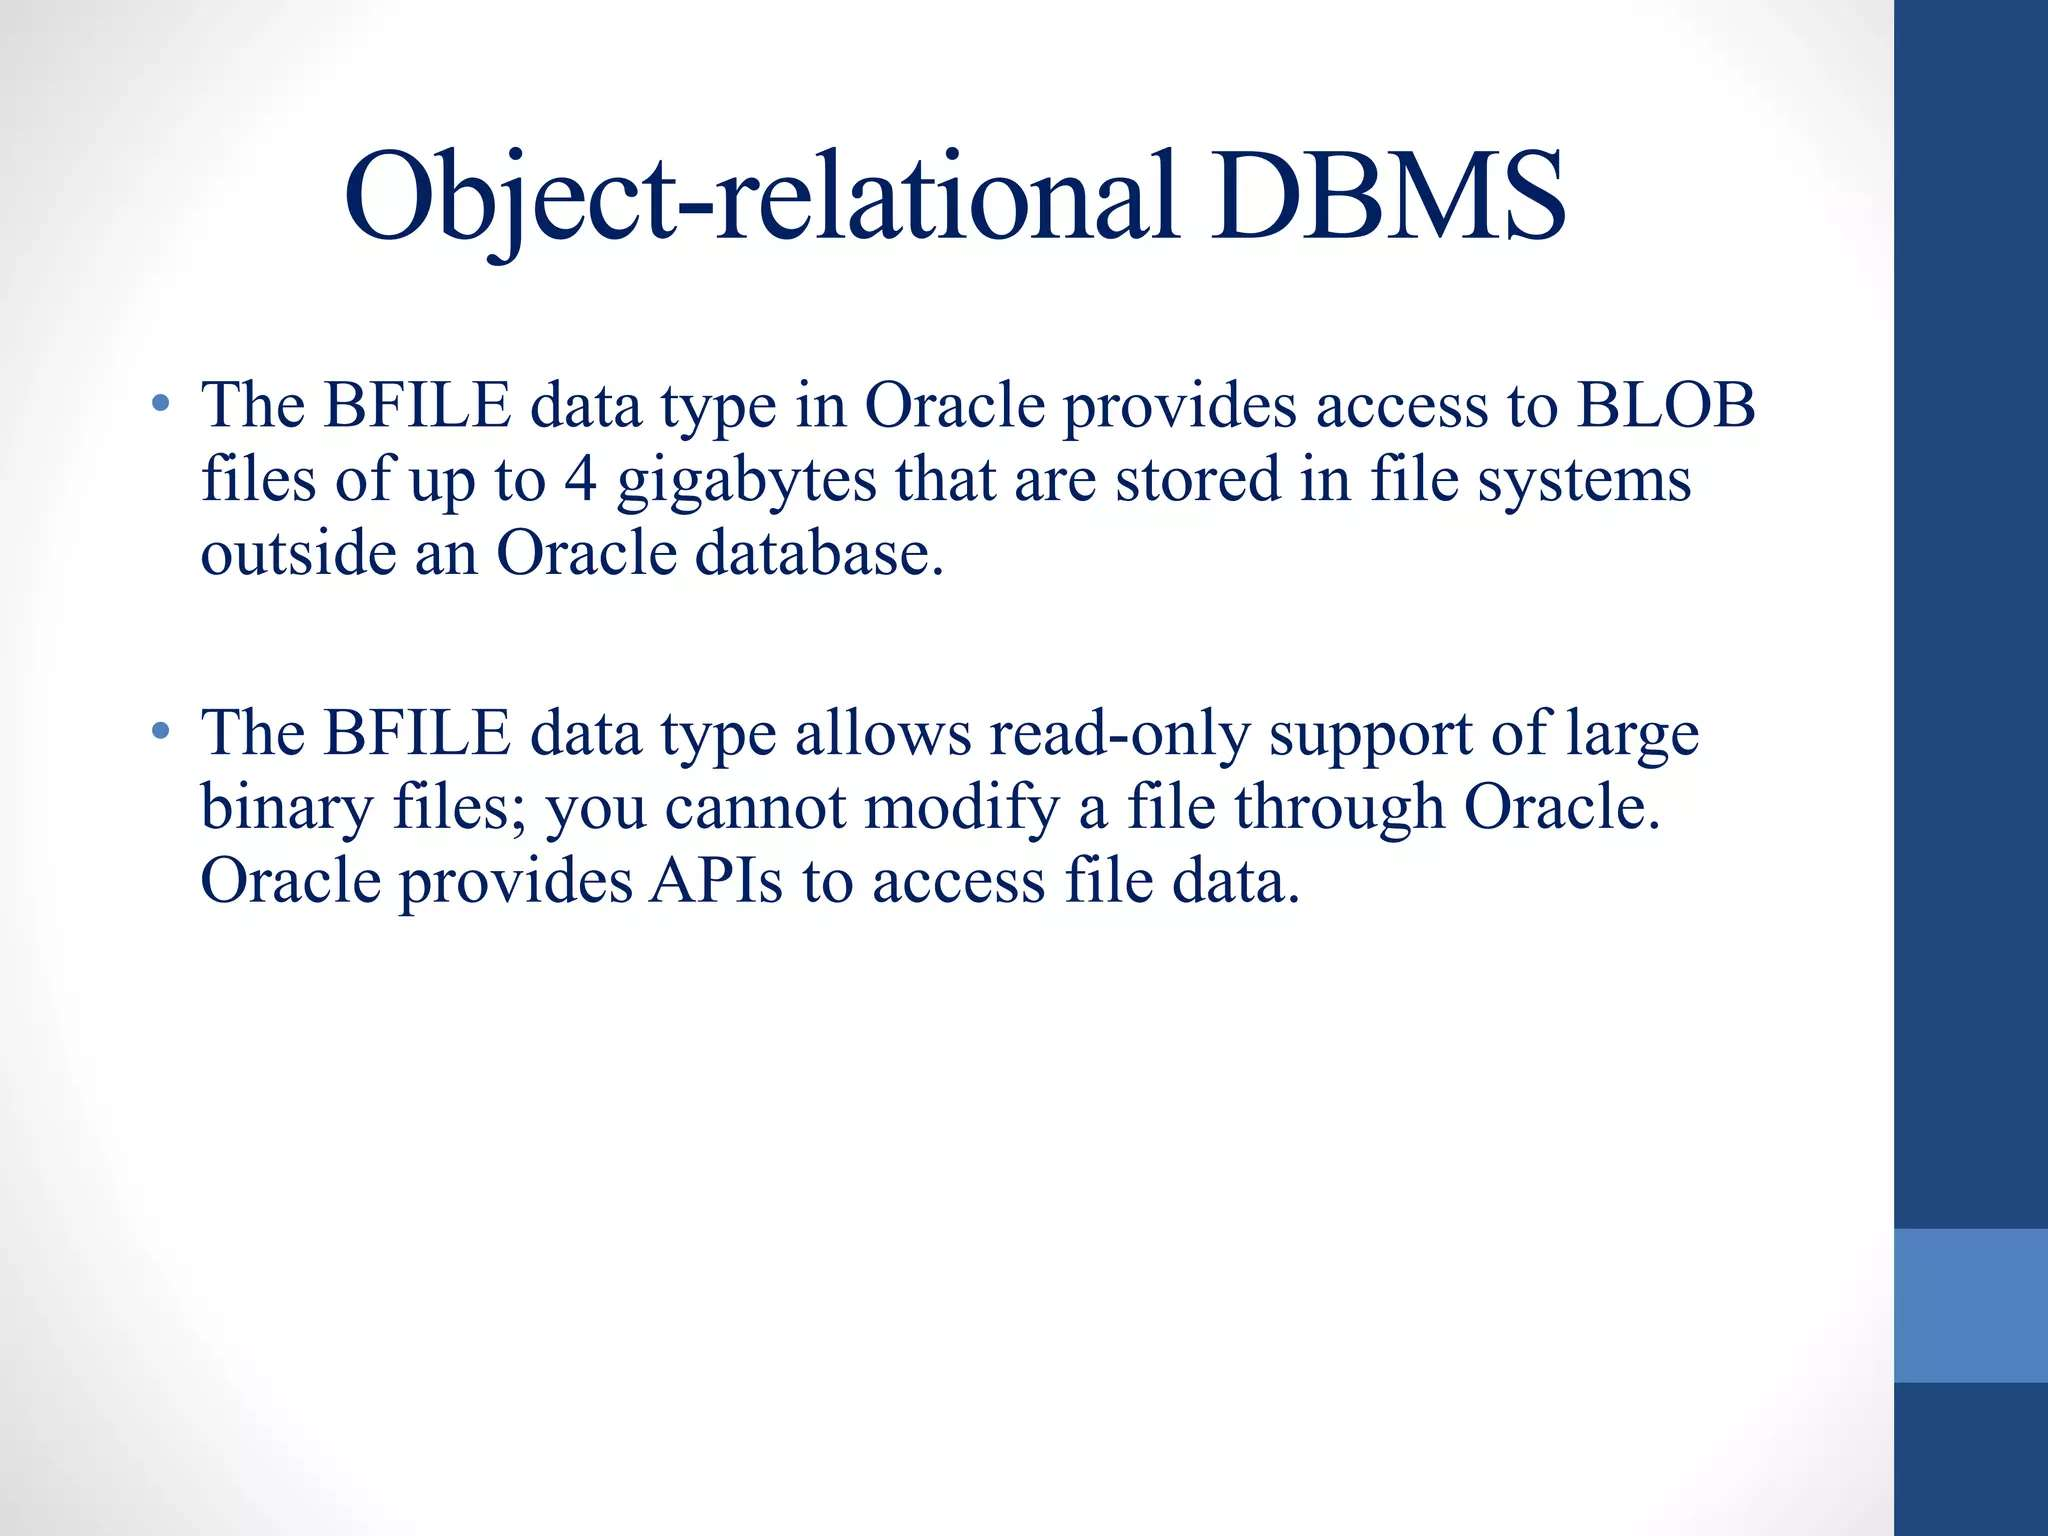 Object-relational DBMS
• The BFILE data type in Oracle provides access to BLOB
files of up to 4 gigabytes that are stored in file systems
outside an Oracle database.
• The BFILE data type allows read-only support of large
binary files; you cannot modify a file through Oracle.
Oracle provides APIs to access file data.